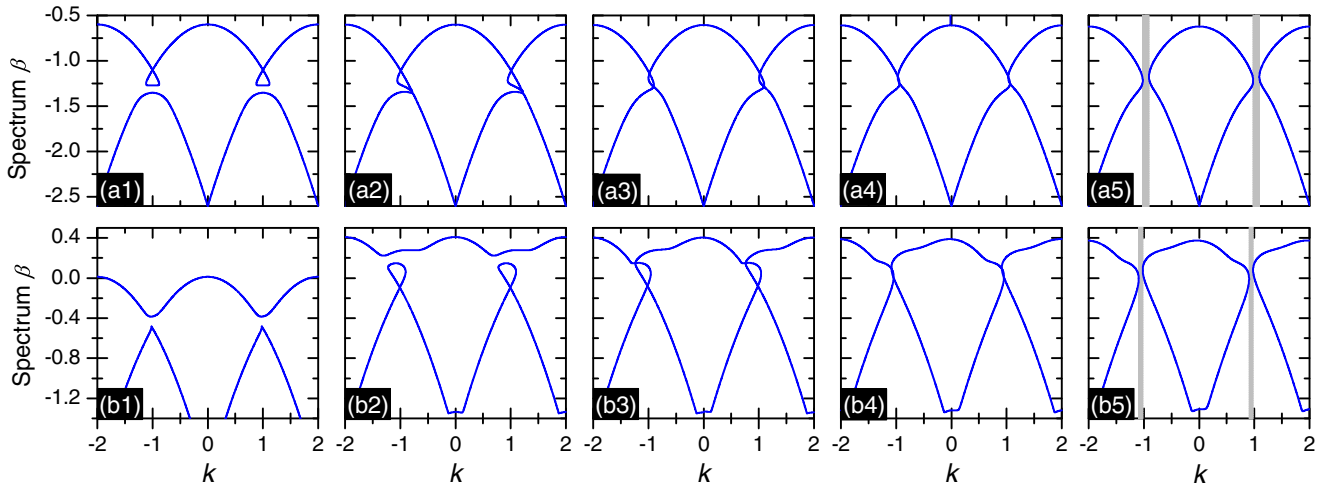 Spectrum β
-0.5
-1.0
-1.5
-2.0
-2.5
(a1)
(a2)
(a3)
(a4)
(a5)
Spectrum β
0.4
0.0
-0.4
-0.8
-1.2
(b1)
(b2)
(b3)
(b4)
(b5)
-2 -1 0 1 2
-2 -1 0 1 2
-2 -1 0 1 2
-2 -1 0 1 2
-2 -1 0 1 2
k
k
k
k
k